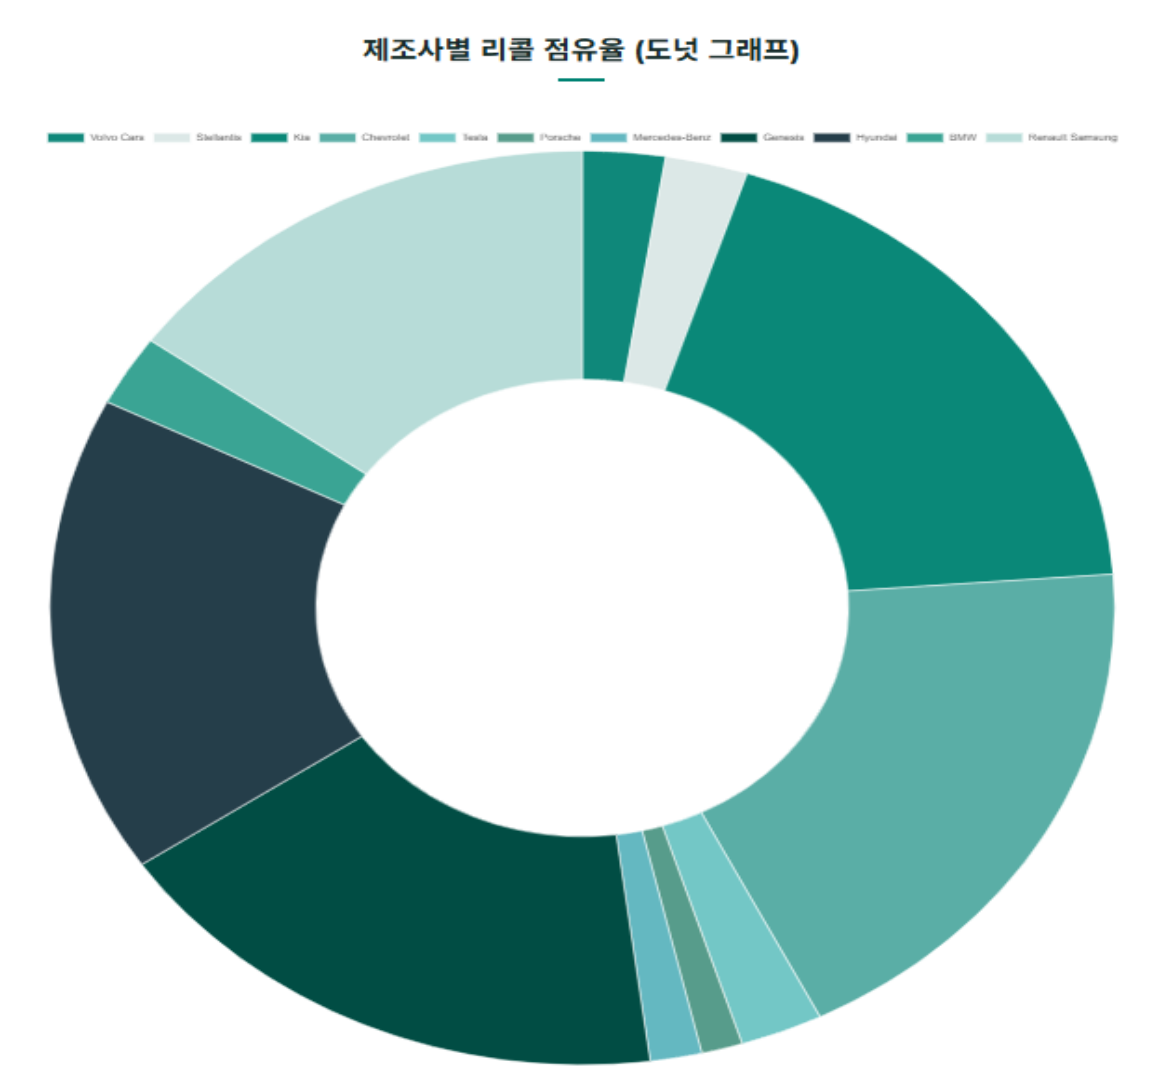 제조사별 리콜 점유율 (도넛 그래프)
Volvo Cars Stellantis Kia Chevrolet Tesla Porsche Mercedes-Benz Genesis Hyundai BMW Renault Samsung